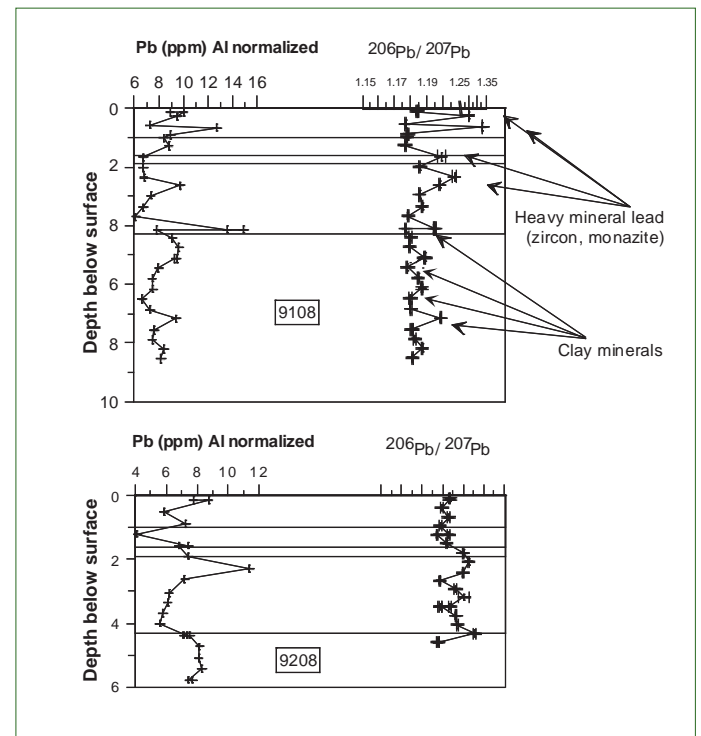 Pb (ppm) Al normalized
206Pb/ 207Pb
6 8 10 12 14 16
1.15 1.17 1.19 1.25 1.35
0
2
8
6
8
10
Depth below surface
Heavy mineral lead
(zircon, monazite)
9108
Clay minerals
Pb (ppm) Al normalized
206Pb/ 207Pb
4 6 8 10 12
0
2
4
6
Depth below surface
9208